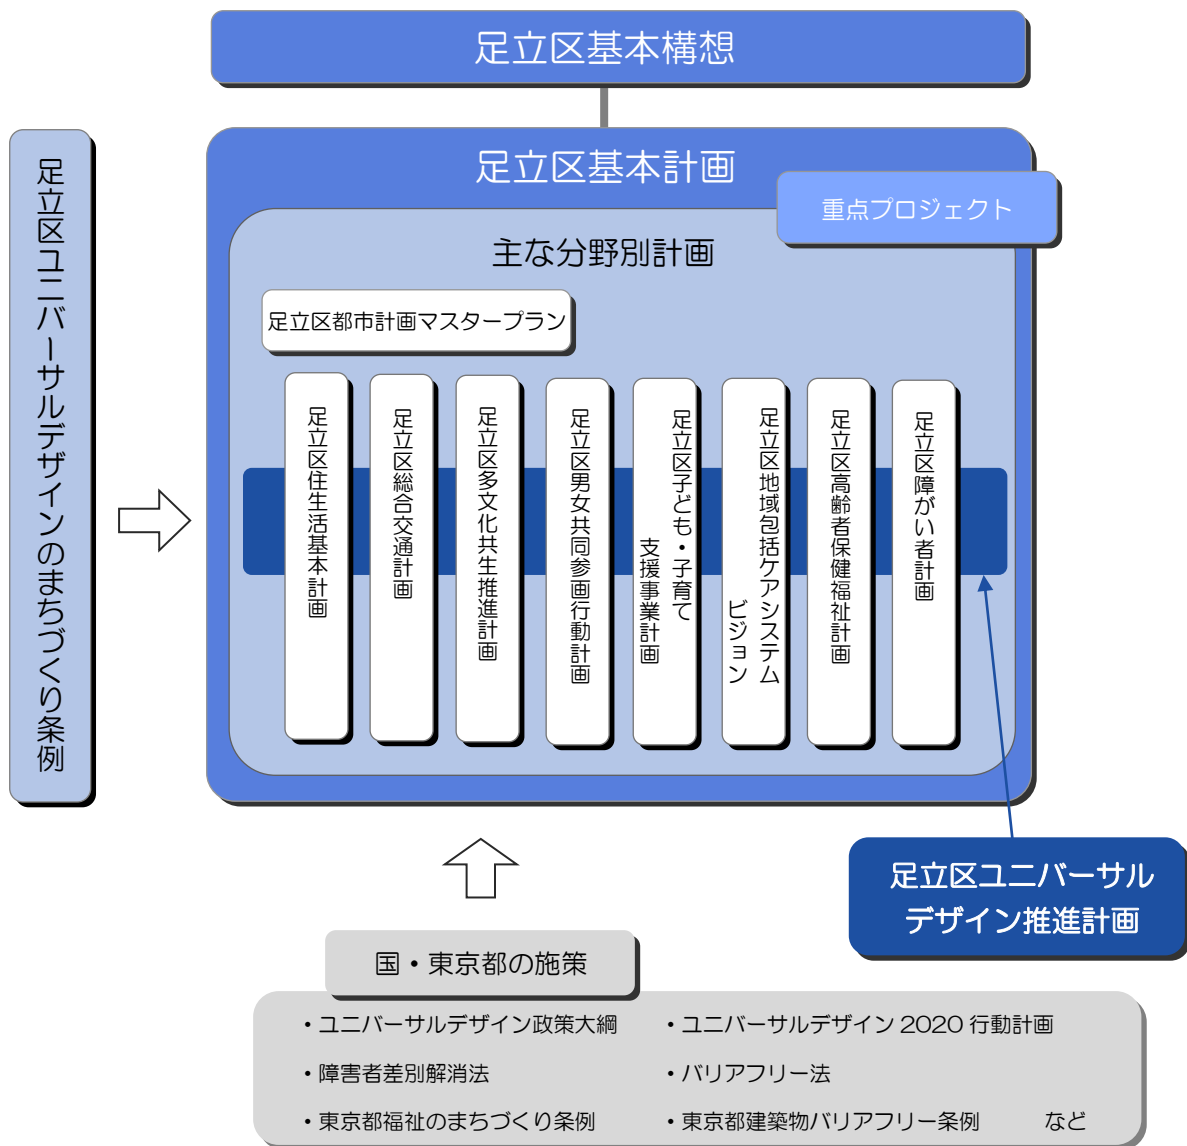 足立区基本構想
足立区ユニバーサルデザインのまちづくり条例
足立区基本計画
重点プロジェクト
主な分野別計画
足立区都市計画マスタープラン
足立区住生活基本計画
足立区総合交通計画
足立区多文化共生推進計画
足立区男女共同参画行動計画
足立区子ども・子育て
支援事業計画
足立区地域包括ケアシステム
ビジョン
足立区高齢者保健福祉計画
足立区障がい者計画
足立区ユニバーサル
デザイン推進計画
国・東京都の施策
・ユニバーサルデザイン政策大綱 ・ユニバーサルデザイン 2020 行動計画
・障害者差別解消法 ・バリアフリー法
・東京都福祉のまちづくり条例 ・東京都建築物バリアフリー条例 など